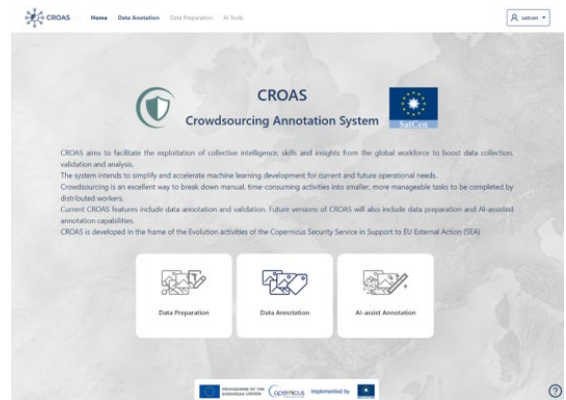 CROAS Home Data Anotation Data Preparation AI Tools satran
CROAS
Crowdsourcing Annotation System
SatCen
CROAS aims to facilitate the exploitation of collective intelligence, skills and insights from the global workforce to boost data collection,
validation and analysis.
The system intends to simplify and accelerate machine learning development for current and future operational needs.
Crowdsourcing is an excellent way to break down manual, time-consuming activities into smaller, more manageable tasks to be completed by
distributed workers.
Current CROAS features include data annotation and validation. Future versions of CROAS will also include data preparation and AI-assisted
annotation capabilities.
CROAS is developed in the frame of the Evolution activities of the Copernicus Security Service in Support to EU External Action (SEA)
Data Preparation Data Annotation AI-assist Annotation
PROGRAMME OF THE
EUROPEAN UNION
opernicus
implemented by
?